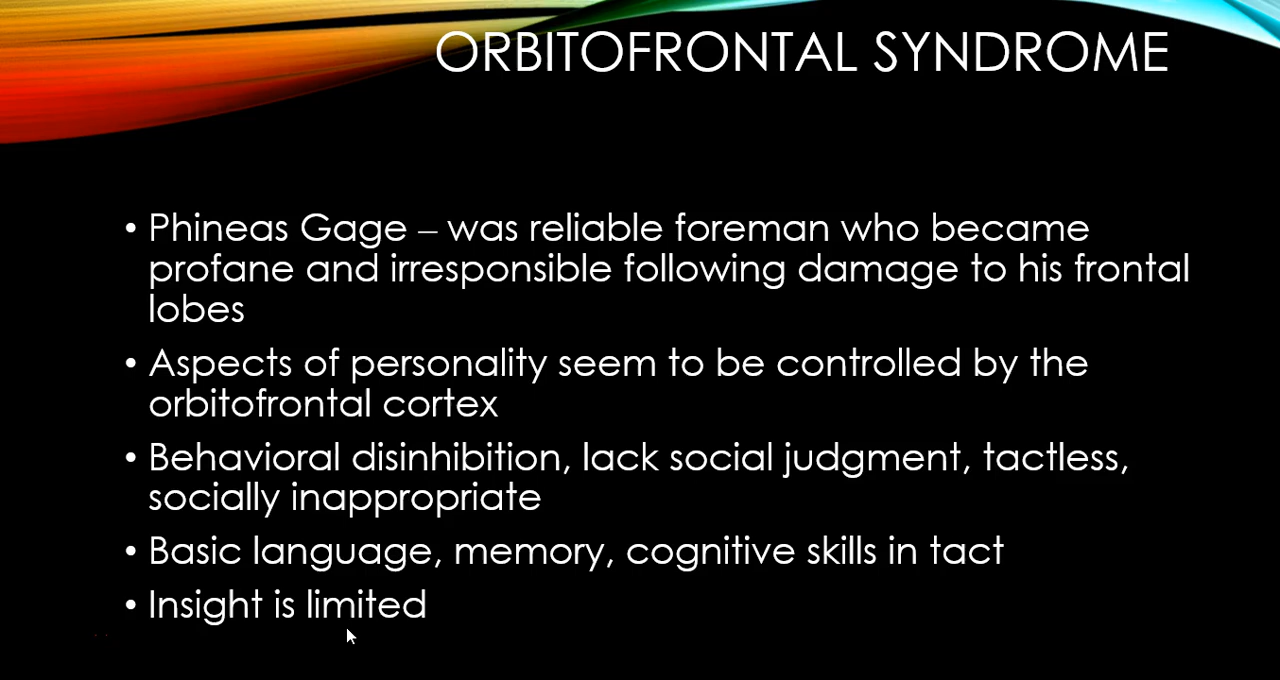 ORBITOFRONTAL SYNDROME
• Phineas Gage – was reliable foreman who became
profane and irresponsible following damage to his frontal
lobes
• Aspects of personality seem to be controlled by the
orbitofrontal cortex
• Behavioral disinhibition, lack social judgment, tactless,
socially inappropriate
• Basic language, memory, cognitive skills in tact
• Insight is limited